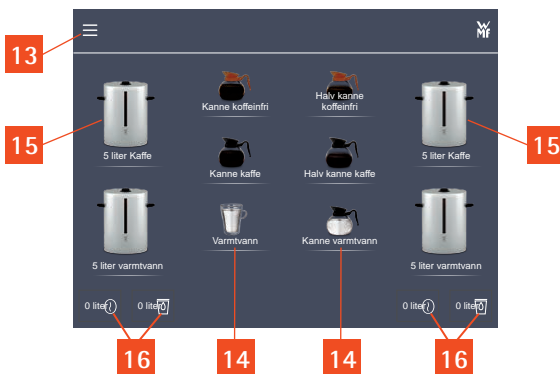 WMF
13
Kanne koffeinfri
Halv kanne
koffeinfri
15
5 liter Kaffe
5 liter Kaffe
15
Kanne kaffe
Halv kanne kaffe
Varmtvann
Kanne varmtvann
5 liter varmtvann
5 liter varmtvann
0 liter
0 liter
0 liter
0 liter
16
14
14
16